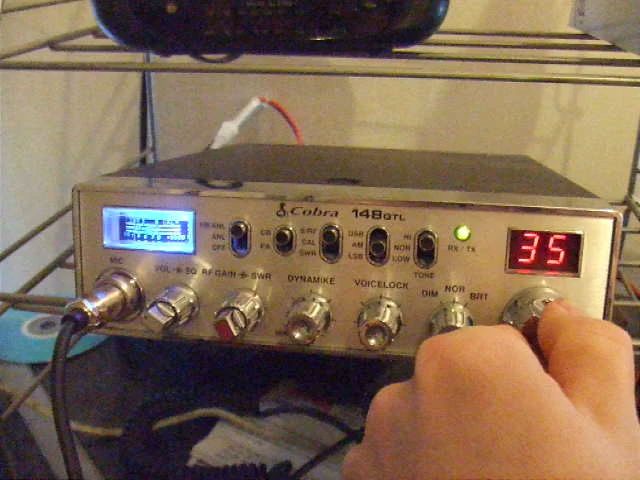 Cobra 148GTL
NB/ANL
ANL
OFF
CB
PA
S/RF
CAL
SWR
USB
AM
LSB
HI
NOR
LOW
TONE
RX / TX
35
MIC
VOL SQ
RF GAIN SWR
DYNAMIKE
VOICELOCK
DIM
NOR
BRT